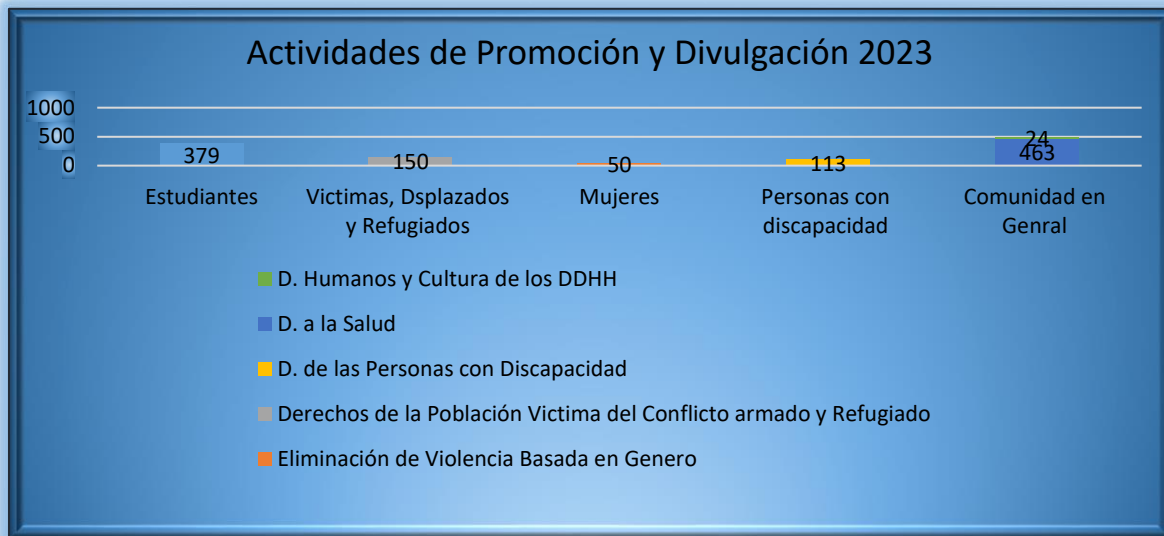 Actividades de Promoción y Divulgación 2023
1000
500
0
379
150
50
113
24
463
Estudiantes
Victimas, Dsplazados
y Refugiados
Mujeres
Personas con
discapacidad
Comunidad en
Genral
D. Humanos y Cultura de los DDHH
D. a la Salud
D. de las Personas con Discapacidad
Derechos de la Población Victima del Conflicto armado y Refugiado
Eliminación de Violencia Basada en Genero